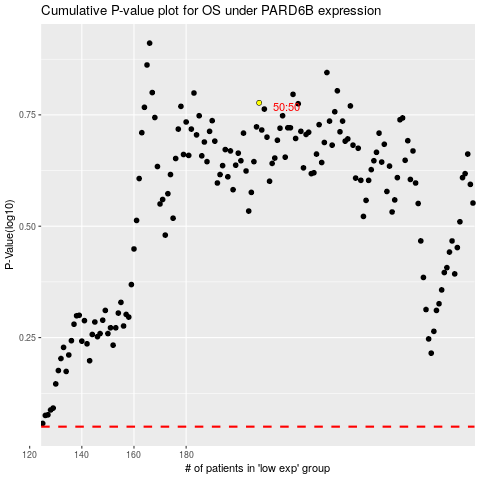 Cumulative P-value plot for OS under PARD6B expression
P-Value(log10)
0.75
0.50
0.25
50:50
120
140
160
180
# of patients in 'low exp' group